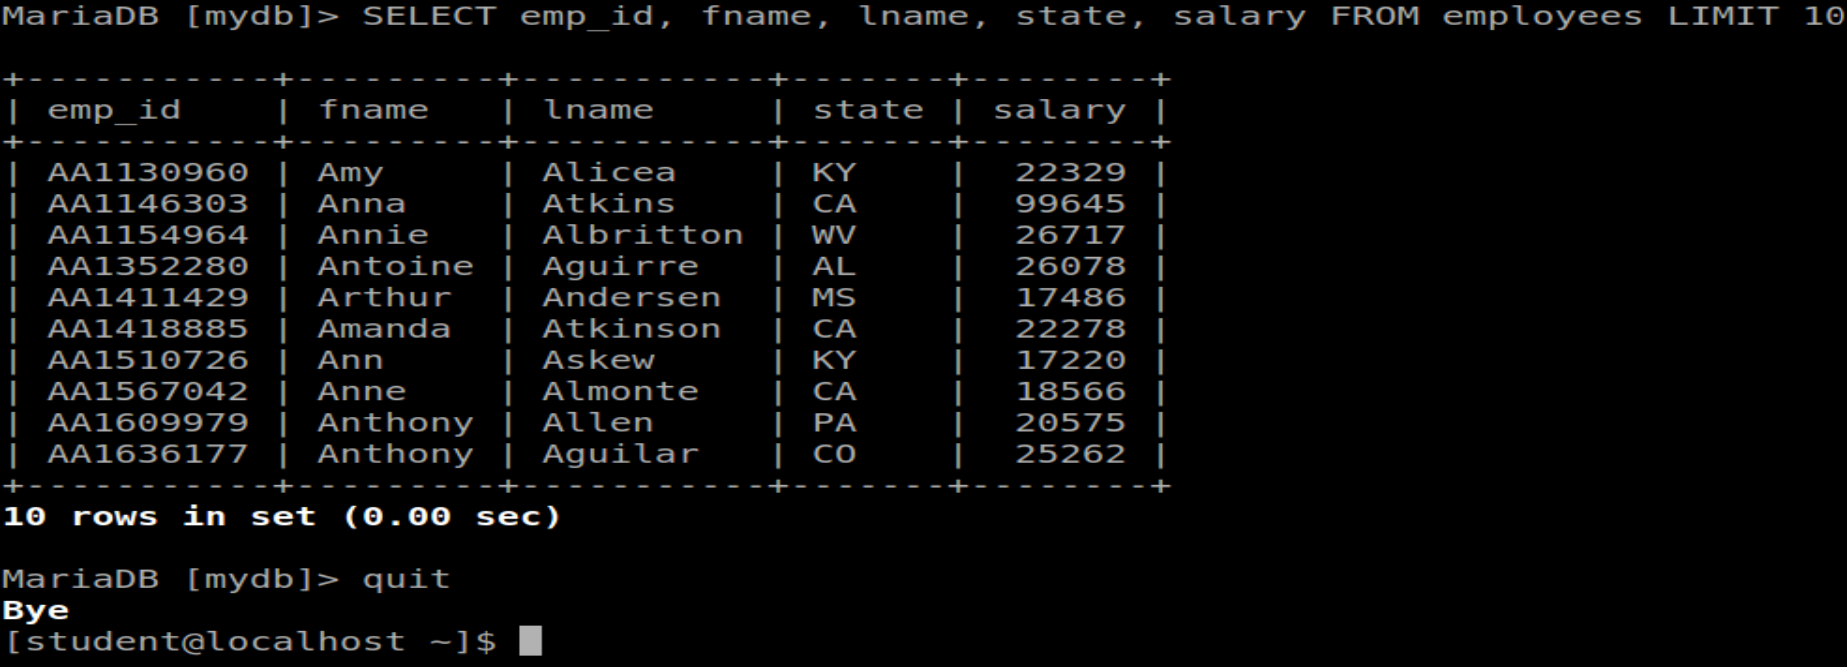 MariaDB [mydb]> SELECT emp_id, fname, lname, state, salary FROM employees LIMIT 10
+-----------+---------+-----------+-------+--------+
| emp_id    | fname   | lname     | state | salary |
+-----------+---------+-----------+-------+--------+
| AA1130960 | Amy     | Alicea    | KY    |  22329 |
| AA1146303 | Anna    | Atkins    | CA    |  99645 |
| AA1154964 | Annie   | Albritton | WV    |  26717 |
| AA1352280 | Antoine | Aguirre   | AL    |  26078 |
| AA1411429 | Arthur  | Andersen  | MS    |  17486 |
| AA1418885 | Amanda  | Atkinson  | CA    |  22278 |
| AA1510726 | Ann     | Askew     | KY    |  17220 |
| AA1567042 | Anne    | Almonte   | CA    |  18566 |
| AA1609979 | Anthony | Allen     | PA    |  20575 |
| AA1636177 | Anthony | Aguilar   | CO    |  25262 |
+-----------+---------+-----------+-------+--------+
10 rows in set (0.00 sec)
MariaDB [mydb]> quit
Bye
[student@localhost ~]$